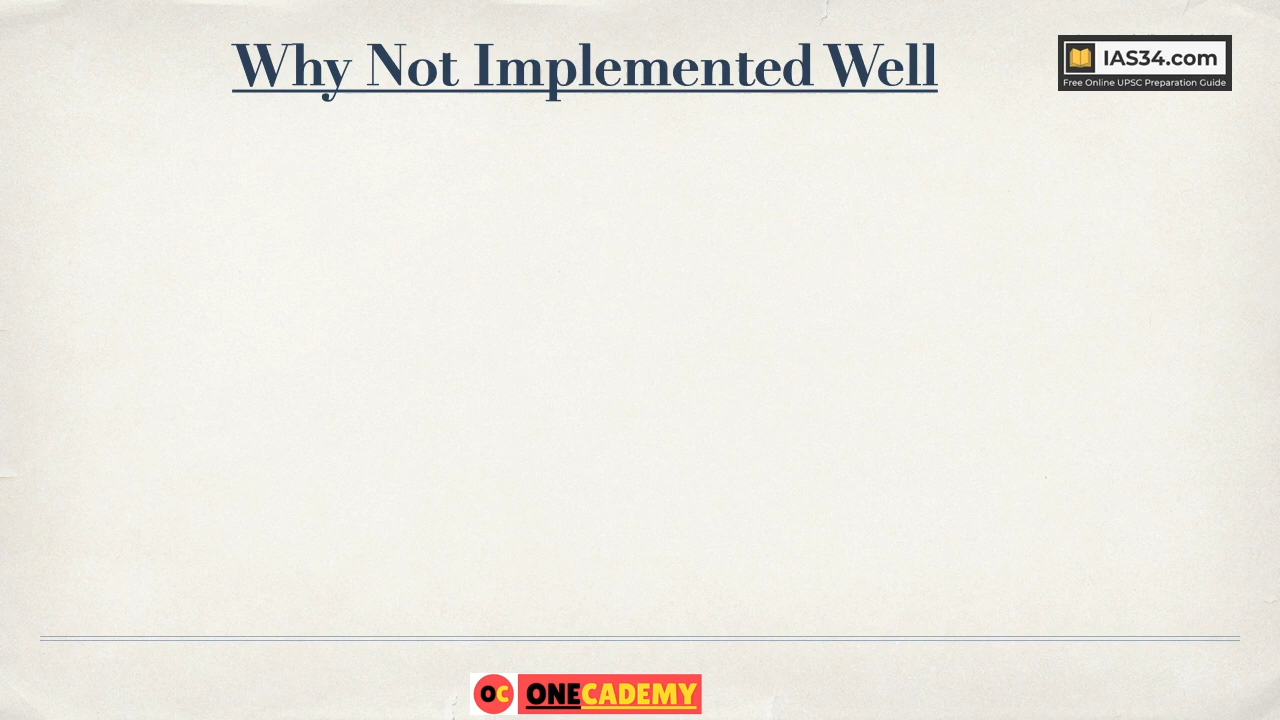 Why Not Implemented Well
IAS34.com
Free Online UPSC Preparation Guide
OC ONECADEMY